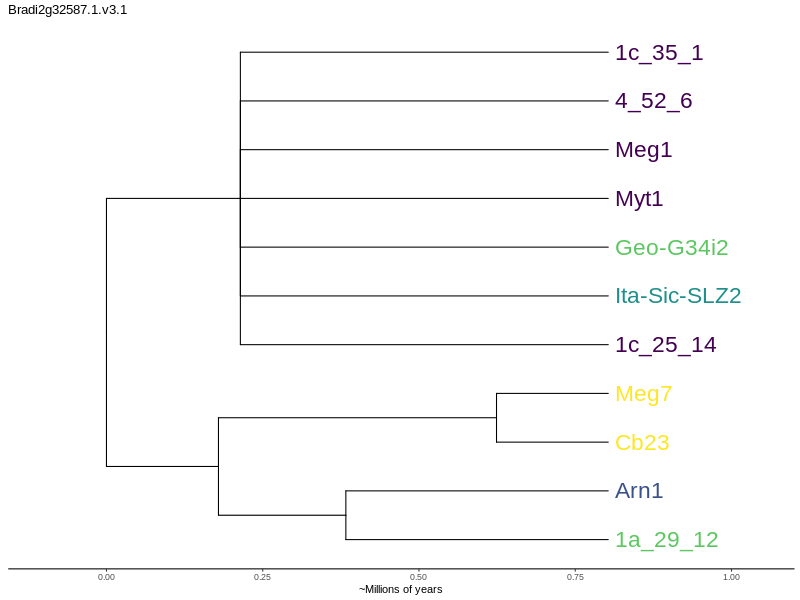 Bradi2g32587.1.v3.1
1c_35_1
4_52_6
Meg1
Myt1
Geo-G34i2
Ita-Sic-SLZ2
1c_25_14
Meg7
Cb23
Arn1
1a_29_12
0.00 0.25 0.50 0.75 1.00
~Millions of years